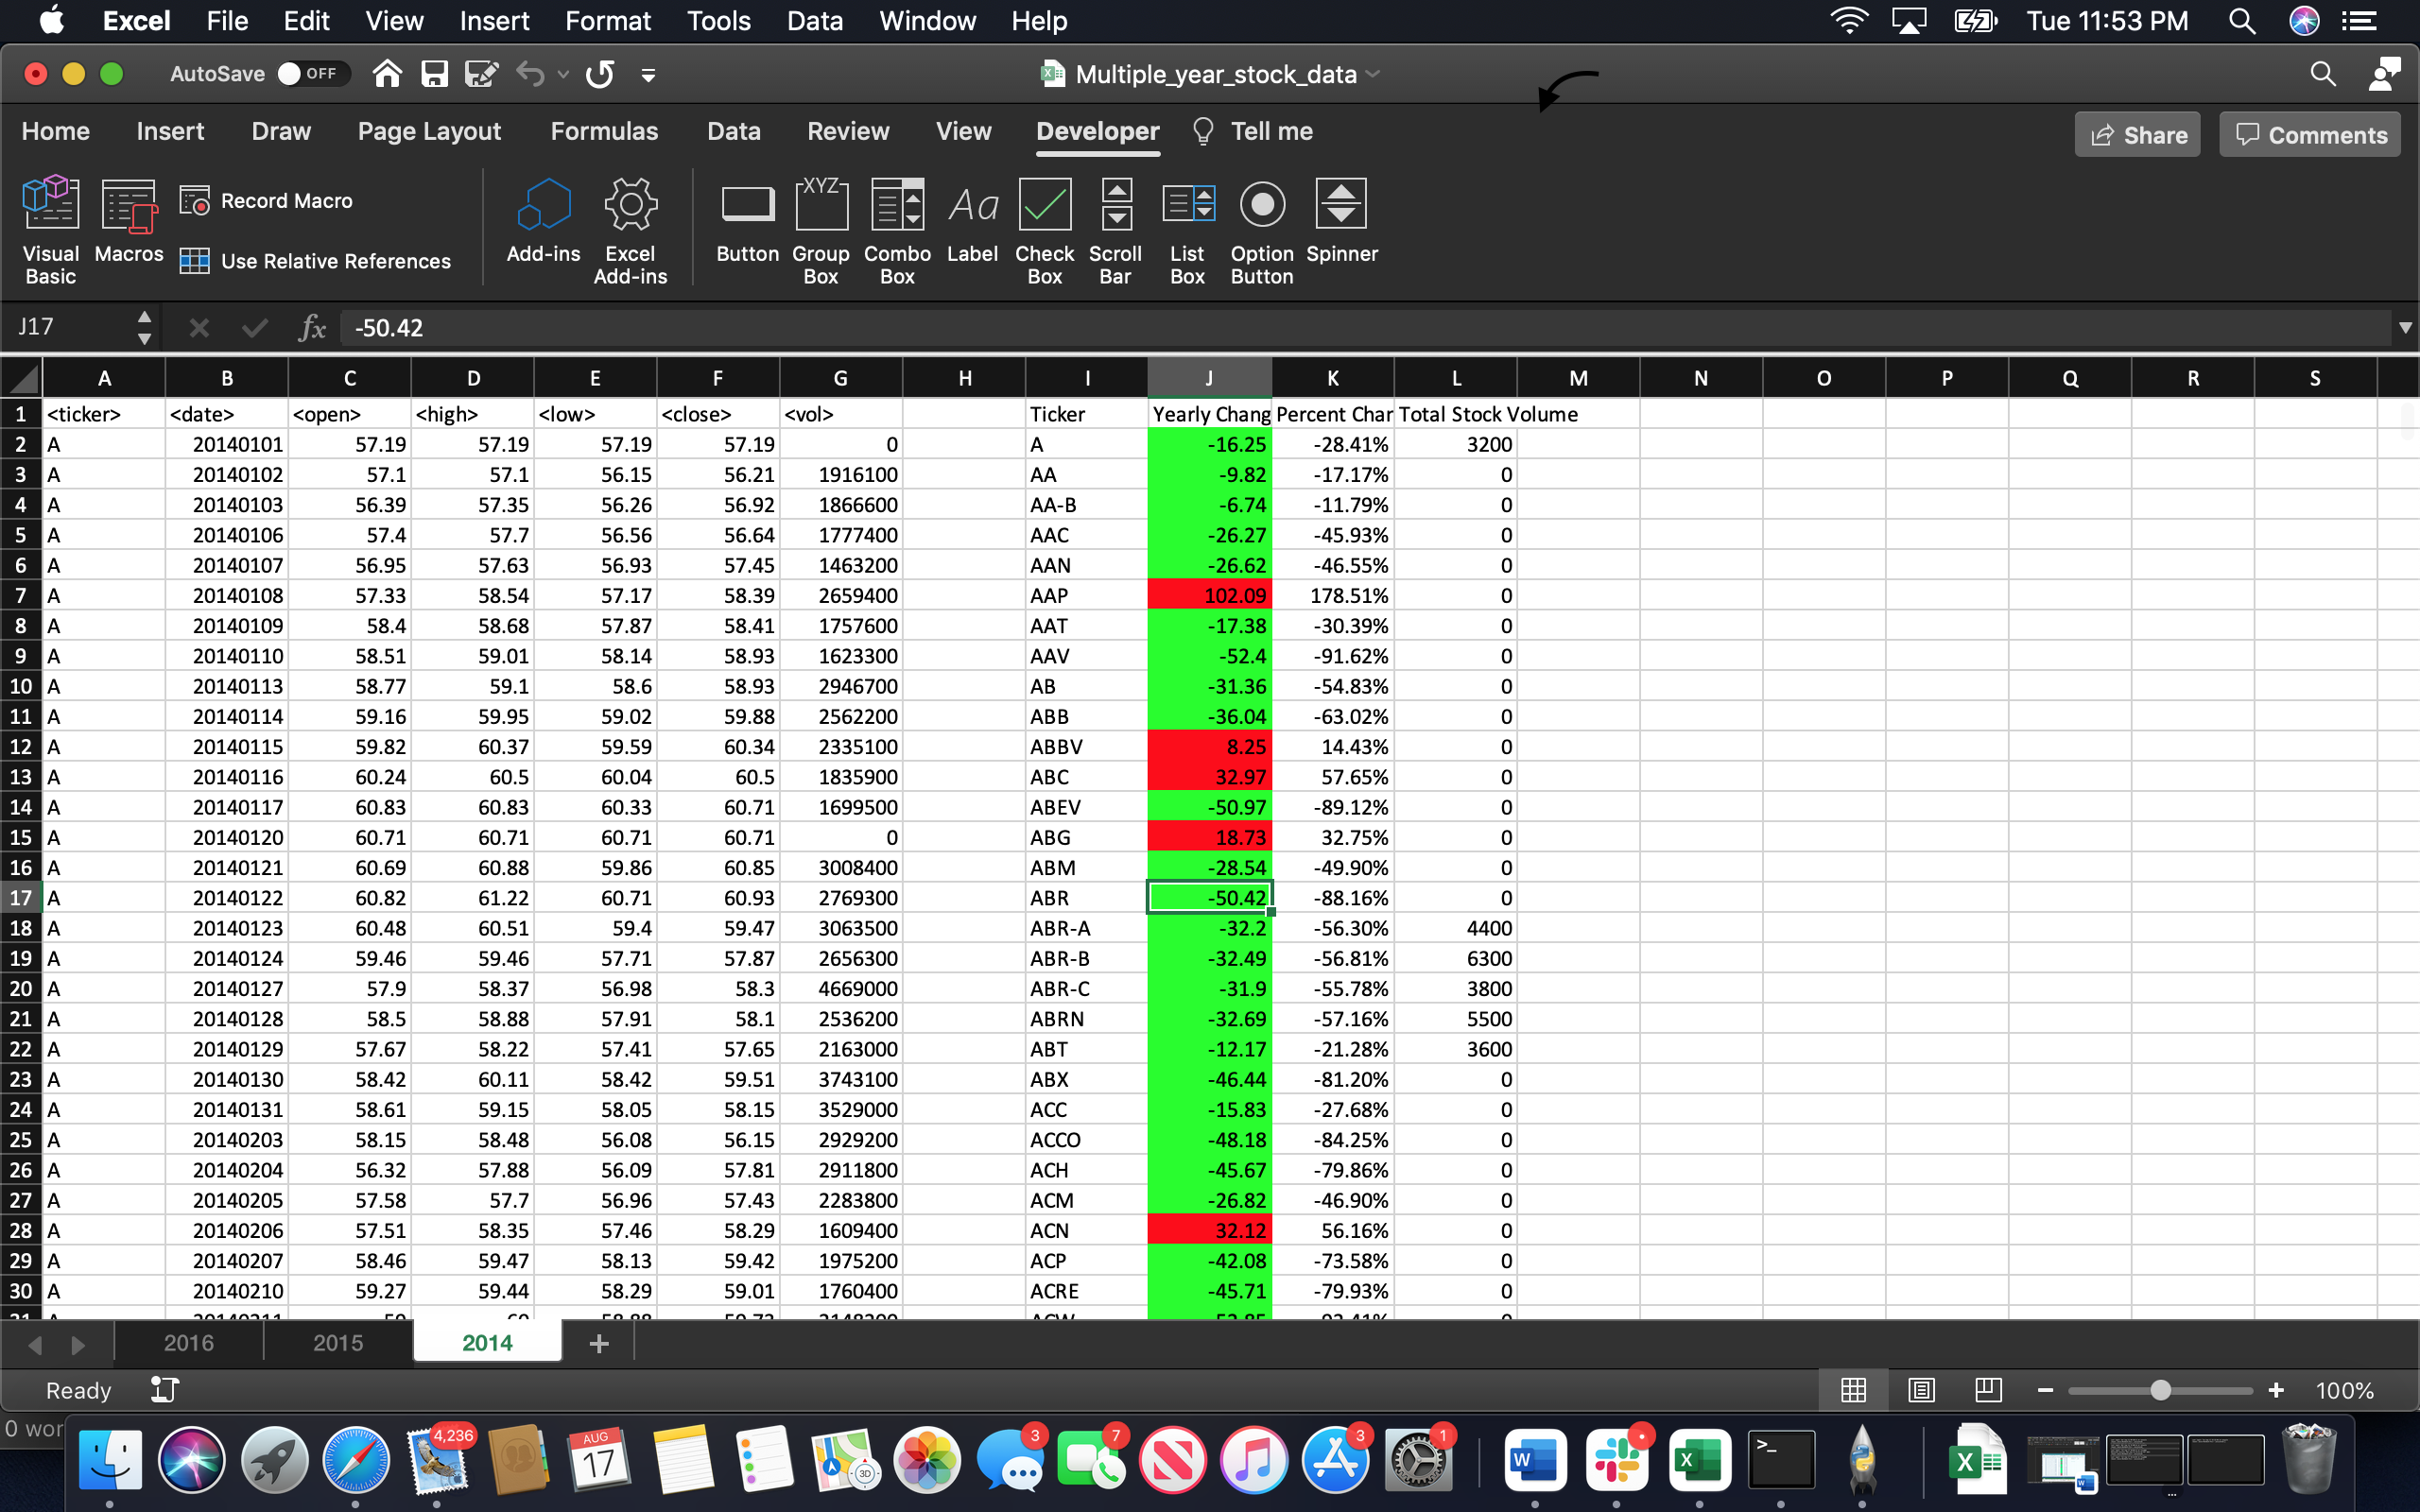 Excel File Edit View Insert Format Tools Data Window Help Tue 11:53 PM
AutoSave OFF Multiple_year_stock_data
Home Insert Draw Page Layout Formulas Data Review View Developer Tell me Share Comments
Visual Basic Macros Record Macro Use Relative References Add-ins Excel Add-ins Button Group Box Combo Box Label Check Box Scroll Bar List Box Option Button Spinner
J17 fx -50.42
A B C D E F G H I J K L M N O P Q R S
1 <ticker> <date> <open> <high> <low> <close> <vol> Ticker Yearly Chang Percent Char Total Stock Volume
2 A 20140101 57.19 57.19 57.19 57.19 0 A -16.25 -28.41% 3200
3 A 20140102 57.1 57.1 56.15 56.21 1916100 AA -9.82 -17.17% 0
4 A 20140103 56.39 57.35 56.26 56.92 1866600 AA-B -6.74 -11.79% 0
5 A 20140106 57.4 57.7 56.56 56.64 1777400 AAC -26.27 -45.93% 0
6 A 20140107 56.95 57.63 56.93 57.45 1463200 AAN -26.62 -46.55% 0
7 A 20140108 57.33 58.54 57.17 58.39 2659400 AAP 102.09 178.51% 0
8 A 20140109 58.4 58.68 57.87 58.41 1757600 AAT -17.38 -30.39% 0
9 A 20140110 58.51 59.01 58.14 58.93 1623300 AAV -52.4 -91.62% 0
10 A 20140113 58.77 59.1 58.6 58.93 2946700 AB -31.36 -54.83% 0
11 A 20140114 59.16 59.95 59.02 59.88 2562200 ABB -36.04 -63.02% 0
12 A 20140115 59.82 60.37 59.59 60.34 2335100 ABBV 8.25 14.43% 0
13 A 20140116 60.24 60.5 60.04 60.5 1835900 ABC 32.97 57.65% 0
14 A 20140117 60.83 60.83 60.33 60.71 1699500 ABEV -50.97 -89.12% 0
15 A 20140120 60.71 60.71 60.71 60.71 0 ABG 18.73 32.75% 0
16 A 20140121 60.69 60.88 59.86 60.85 3008400 ABM -28.54 -49.90% 0
17 A 20140122 60.82 61.22 60.71 60.93 2769300 ABR -50.42 -88.16% 0
18 A 20140123 60.48 60.51 59.4 59.47 3063500 ABR-A -32.2 -56.30% 4400
19 A 20140124 59.46 59.46 57.71 57.87 2656300 ABR-B -32.49 -56.81% 6300
20 A 20140127 57.9 58.37 56.98 58.3 4669000 ABR-C -31.9 -55.78% 3800
21 A 20140128 58.5 58.88 57.91 58.1 2536200 ABRN -32.69 -57.16% 5500
22 A 20140129 57.67 58.22 57.41 57.65 2163000 ABT -12.17 -21.28% 3600
23 A 20140130 58.42 60.11 58.42 59.51 3743100 ABX -46.44 -81.20% 0
24 A 20140131 58.61 59.15 58.05 58.15 3529000 ACC -15.83 -27.68% 0
25 A 20140203 58.15 58.48 56.08 56.15 2929200 ACCO -48.18 -84.25% 0
26 A 20140204 56.32 57.88 56.09 57.81 2911800 ACH -45.67 -79.86% 0
27 A 20140205 57.58 57.7 56.96 57.43 2283800 ACM -26.82 -46.90% 0
28 A 20140206 57.51 58.35 57.46 58.29 1609400 ACN 32.12 56.16% 0
29 A 20140207 58.46 59.47 58.13 59.42 1975200 ACP -42.08 -73.58% 0
30 A 20140210 59.27 59.44 58.29 59.01 1760400 ACRE -45.71 -79.93% 0
2016 2015 2014
Ready 100%
0 wor
4,236 AUG 17 3D 3 7 3 1